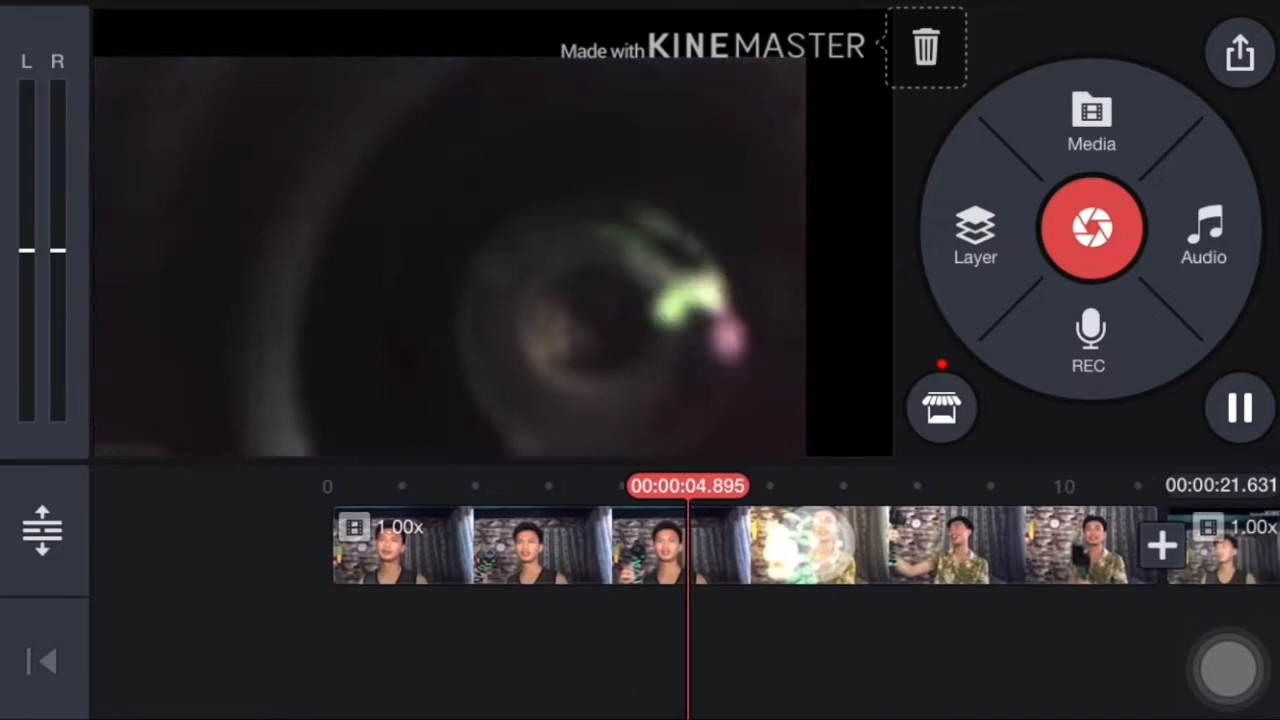 L R
Made with KINEMASTER
Media
Layer
Audio
REC
0
00:00:04.895
10
00:00:21.631
1.00x
1.00x